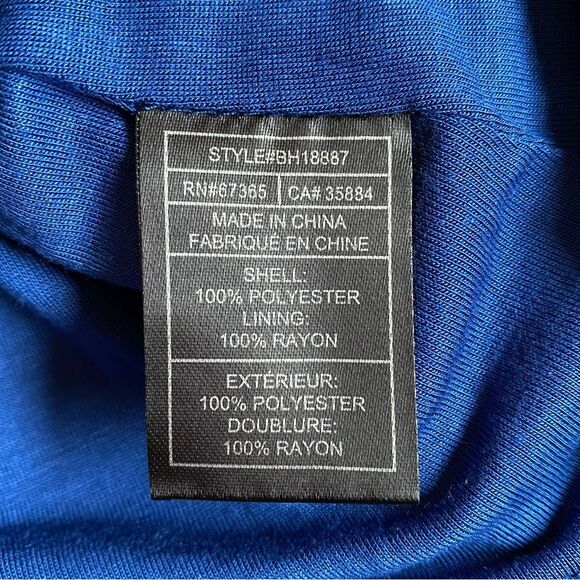 STYLE#BH18887
RN#67365 CA# 35884
MADE IN CHINA
FABRIQUÉ EN CHINE
SHELL:
100% POLYESTER
LINING:
100% RAYON
EXTÉRIEUR:
100% POLYESTER
DOUBLURE:
100% RAYON